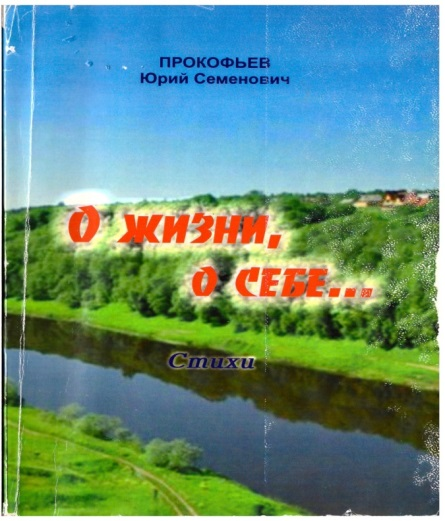 ПРОКОФЬЕВ
Юрий Семенович
О ЖИЗНИ,
О СЕБЕ...
Стихи